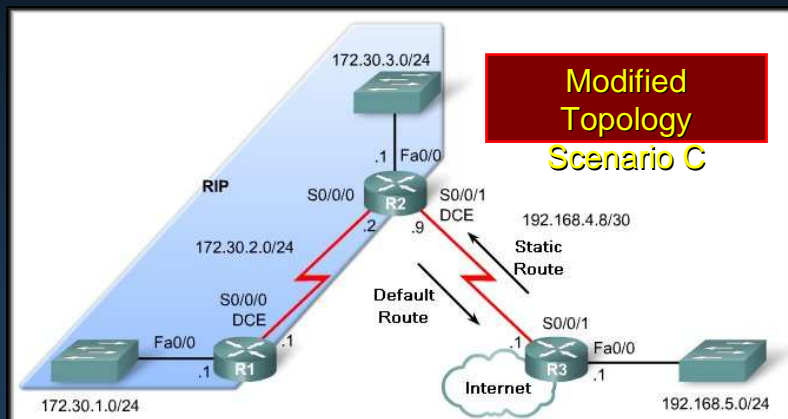 172.30.3.0/24
Modified
Topology
Scenario C
.1
Fa0/0
RIP
S0/0/0
R2
S0/0/1
DCE
.2
.9
192.168.4.8/30
172.30.2.0/24
Static
Route
Default
Route
S0/0/0
DCE
S0/0/1
Fa0/0
.1
R1
.1
.1
R3
Fa0/0
.1
Internet
172.30.1.0/24
192.168.5.0/24